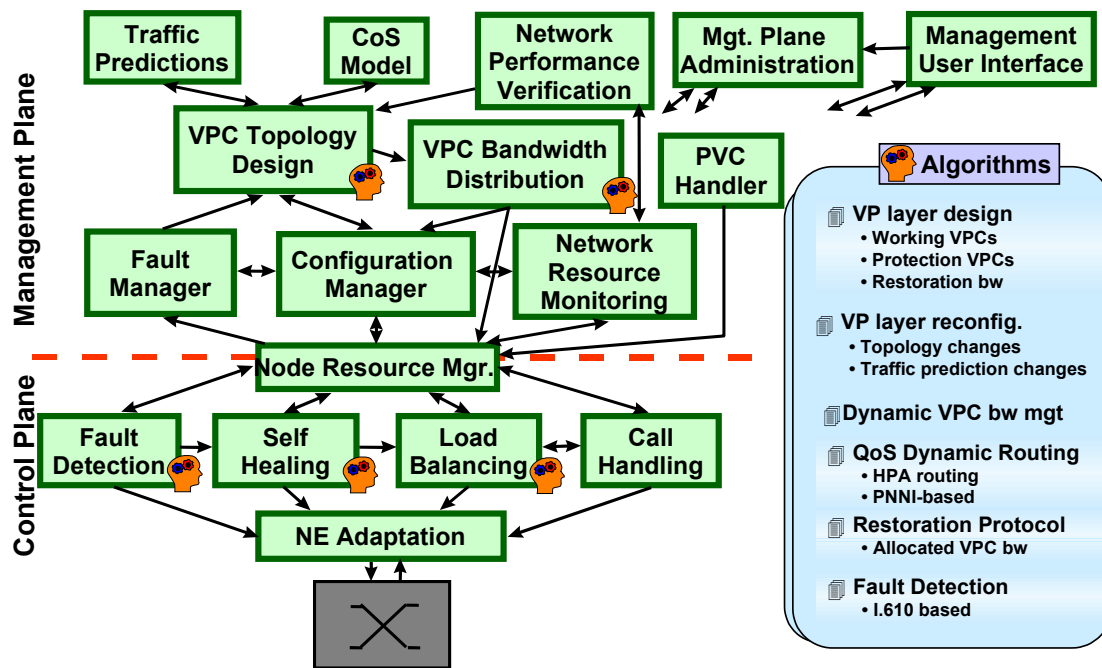 Management Plane
Control Plane
Traffic
Predictions
CoS
Model
Network
Performance
Verification
Mgt. Plane
Administration
Management
User Interface
VPC Topology
Design
VPC Bandwidth
Distribution
PVC
Handler
Fault
Manager
Configuration
Manager
Network
Resource
Monitoring
Node Resource Mgr.
Fault
Detection
Self
Healing
Load
Balancing
Call
Handling
NE Adaptation
Algorithms
VP layer design
• Working VPCs
• Protection VPCs
• Restoration bw
VP layer reconfig.
• Topology changes
• Traffic prediction changes
Dynamic VPC bw mgt
QoS Dynamic Routing
• HPA routing
• PNNI-based
Restoration Protocol
• Allocated VPC bw
Fault Detection
• I.610 based